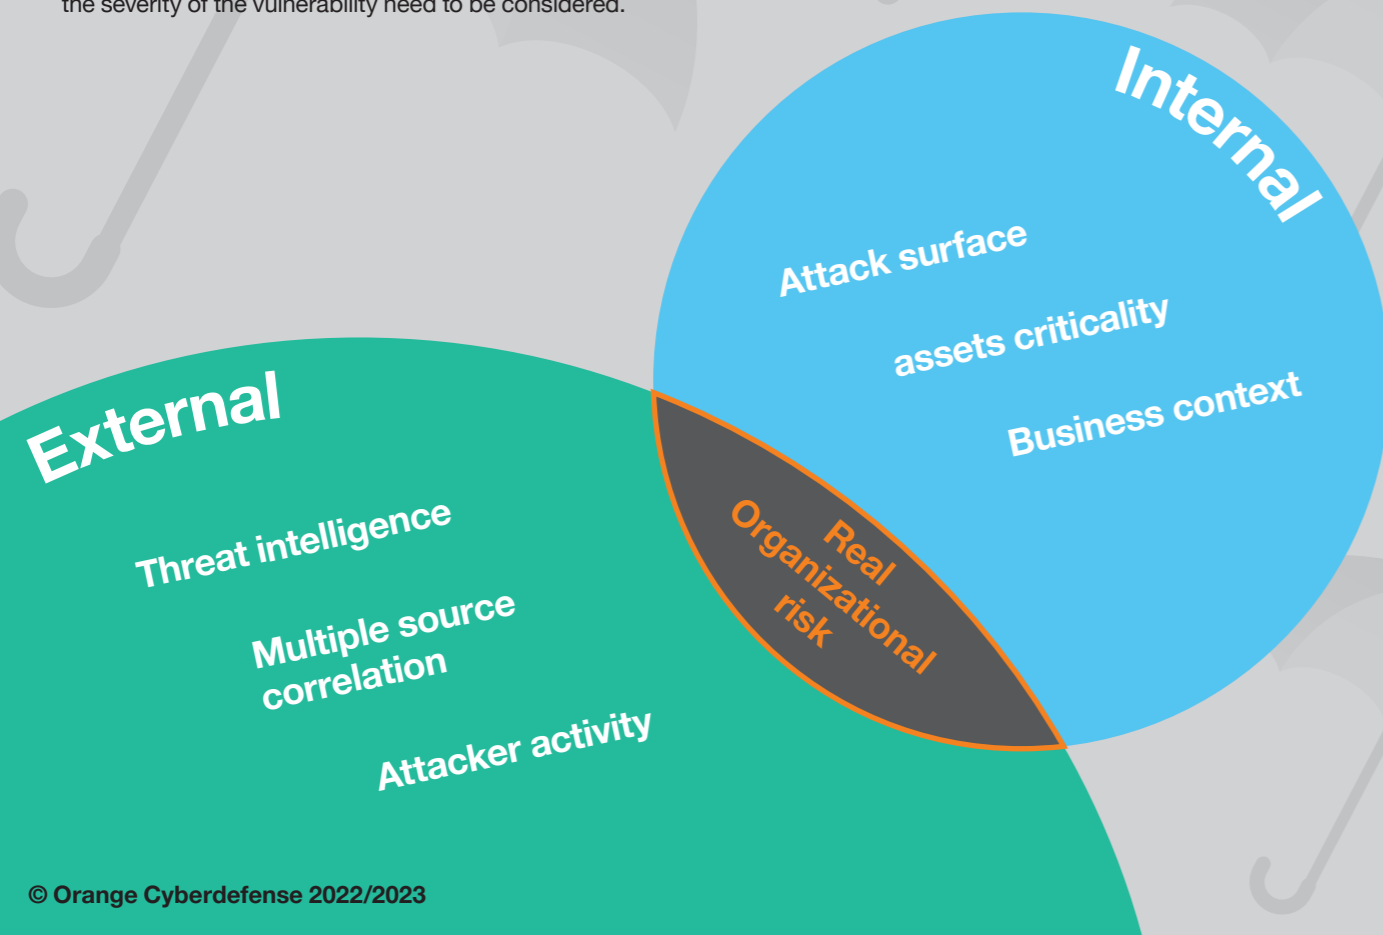 the severity of the vulnerability need to be considered.
Internal
Attack surface
assets criticality
Business context
External
Threat intelligence
Multiple source
correlation
Attacker activity
Real
Organizational
risk
© Orange Cyberdefense 2022/2023